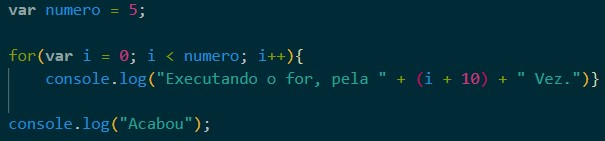 var numero = 5;
for(var i = 0; i < numero; i++){
    console.log("Executando o for, pela " + (i + 10) + " Vez.")}
console.log("Acabou");